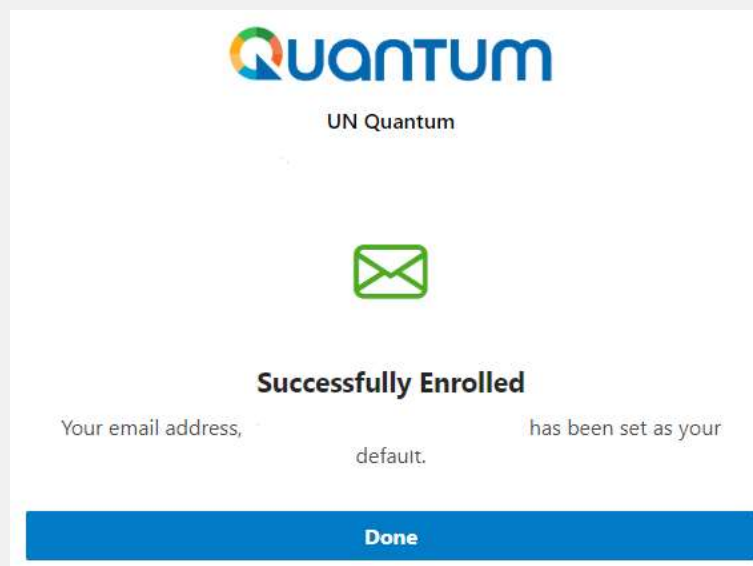 QUANTUM
UN Quantum
Successfully Enrolled
Your email address, has been set as your
default.
Done